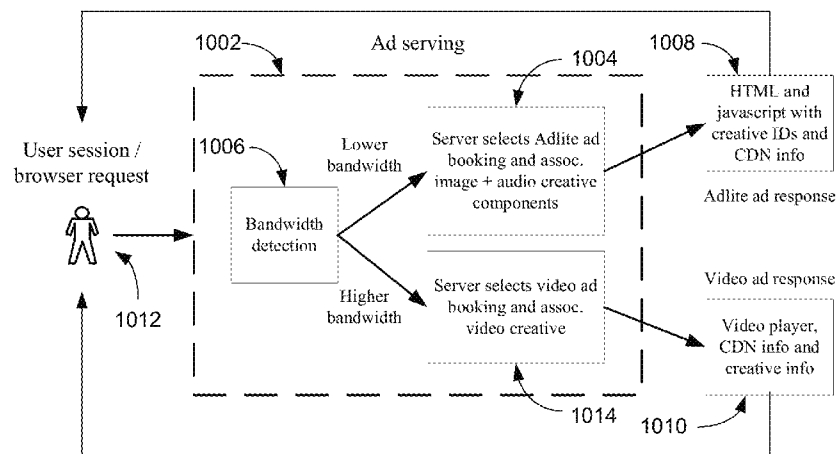 1002
Ad serving
1004
1008
User session /
browser request
1006
Lower
bandwidth
Server selects Adlite ad
booking and assoc.
image + audio creative
components
HTML and
javascript with
creative IDs and
CDN info
Adlite ad response
Bandwidth
detection
1012
Higher
bandwidth
Server selects video ad
booking and assoc.
video creative
Video ad response
Video player,
CDN info and
creative info
1014
1010